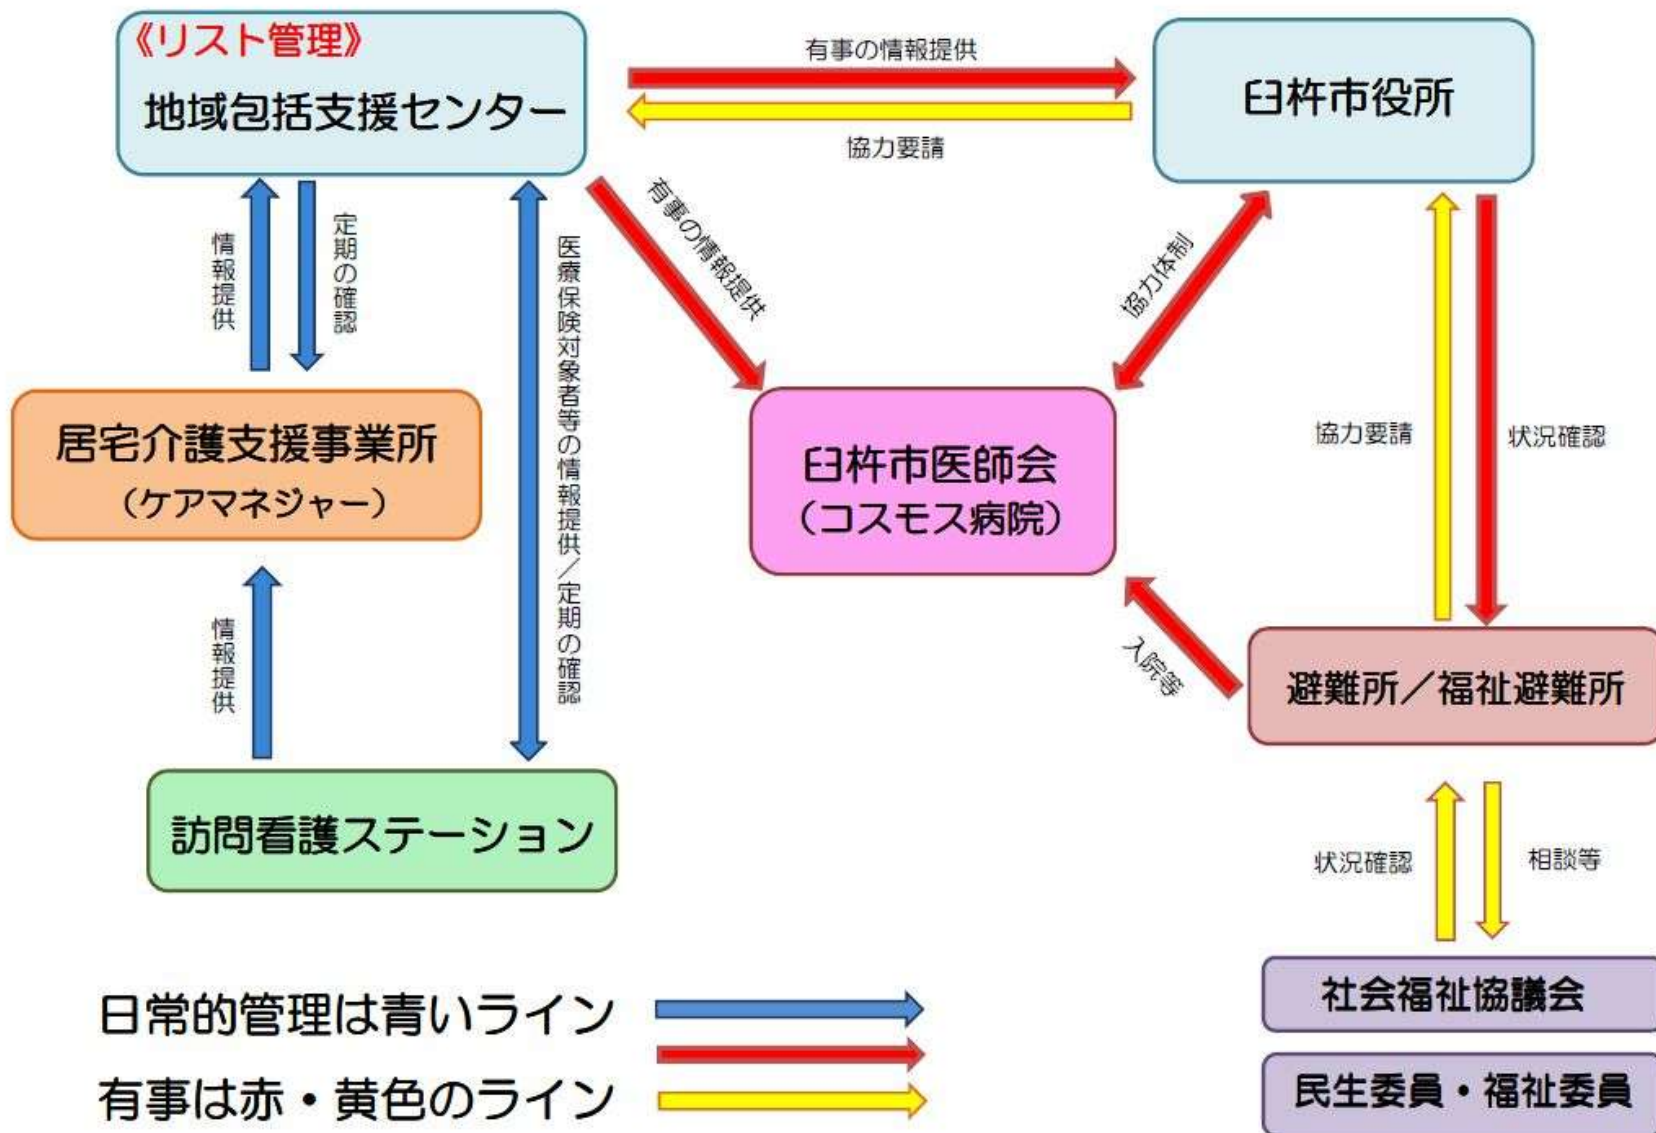 《リスト管理》
地域包括支援センター
有事の情報提供
協力要請
臼杵市役所
情報提供
定期の確認
医療保険対象者等の情報提供／定期の確認
有事の情報提供
協力体制
居宅介護支援事業所
（ケアマネジャー）
臼杵市医師会
（コスモス病院）
協力要請
状況確認
情報提供
入院等
避難所／福祉避難所
訪問看護ステーション
状況確認
相談等
社会福祉協議会
民生委員・福祉委員
日常的管理は青いライン
有事は赤・黄色のライン